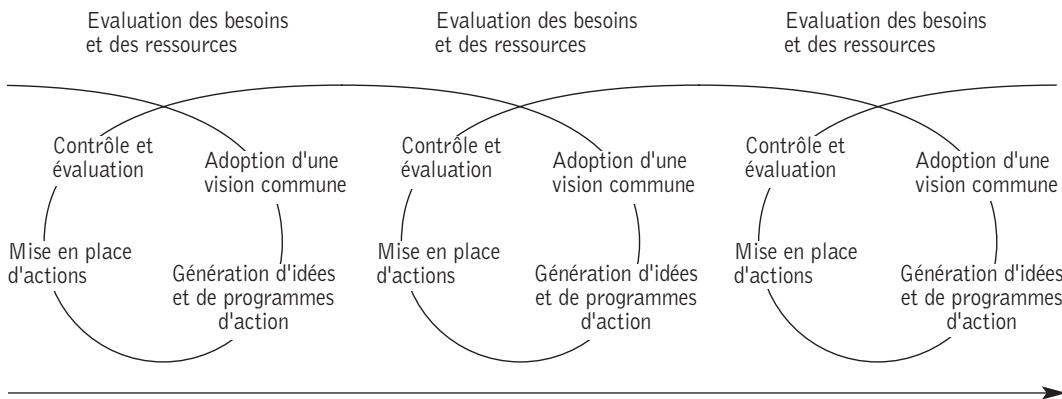 Evaluation des besoins
et des ressources
Evaluation des besoins
et des ressources
Evaluation des besoins
et des ressources
Contrôle et
évaluation
Adoption d'une
vision commune
Mise en place
d'actions
Génération d'idées
et de programmes
d'action
Contrôle et
évaluation
Adoption d'une
vision commune
Mise en place
d'actions
Génération d'idées
et de programmes
d'action
Contrôle et
évaluation
Adoption d'une
vision commune
Mise en place
d'actions
Génération d'idées
et de programmes
d'action